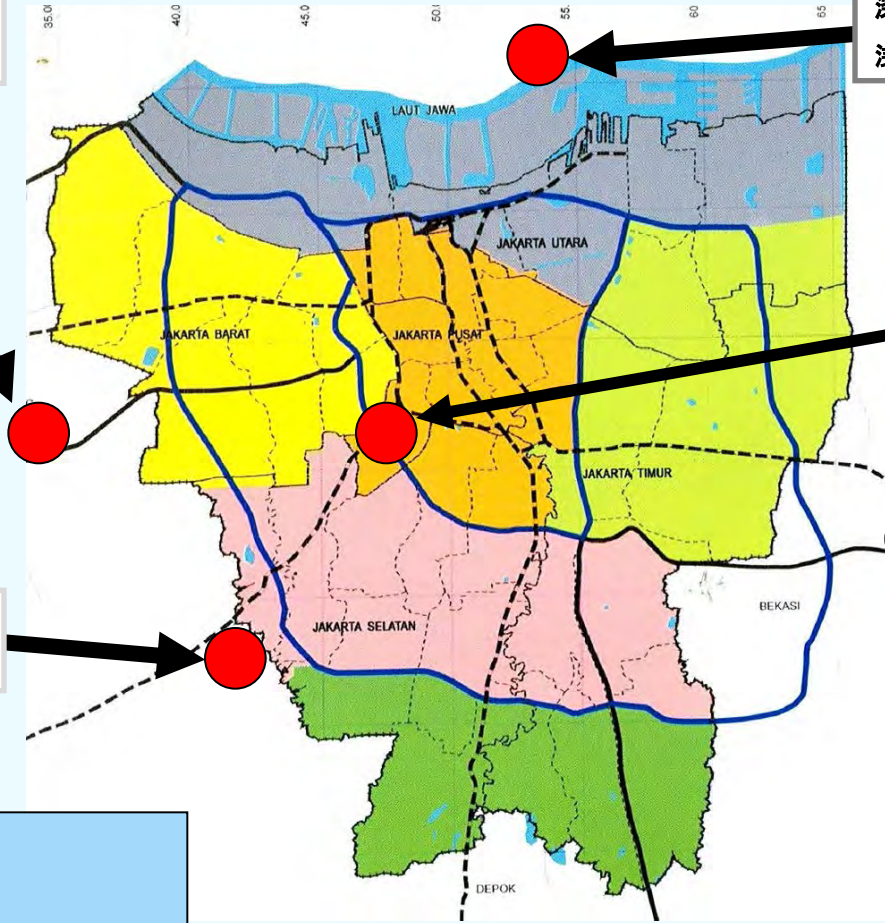 35.0
40.0
45.0
50.
55.
60
65
LAUT JAWA
JAKARTA UTARA
JAKARTA BARAT
JAKARTA PUSAT
JAKARTA TIMUR
BEKASI
JAKARTA SELATAN
DEPOK